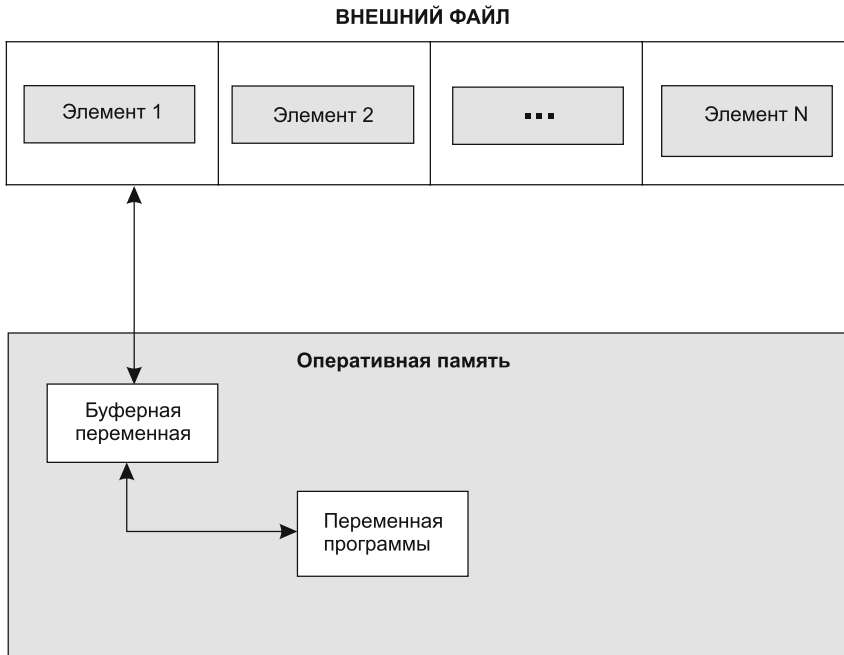 ВНЕШНИЙ ФАЙЛ
Элемент 1
Элемент 2
...
Элемент N
Оперативная память
Буферная
переменная
Переменная
программы